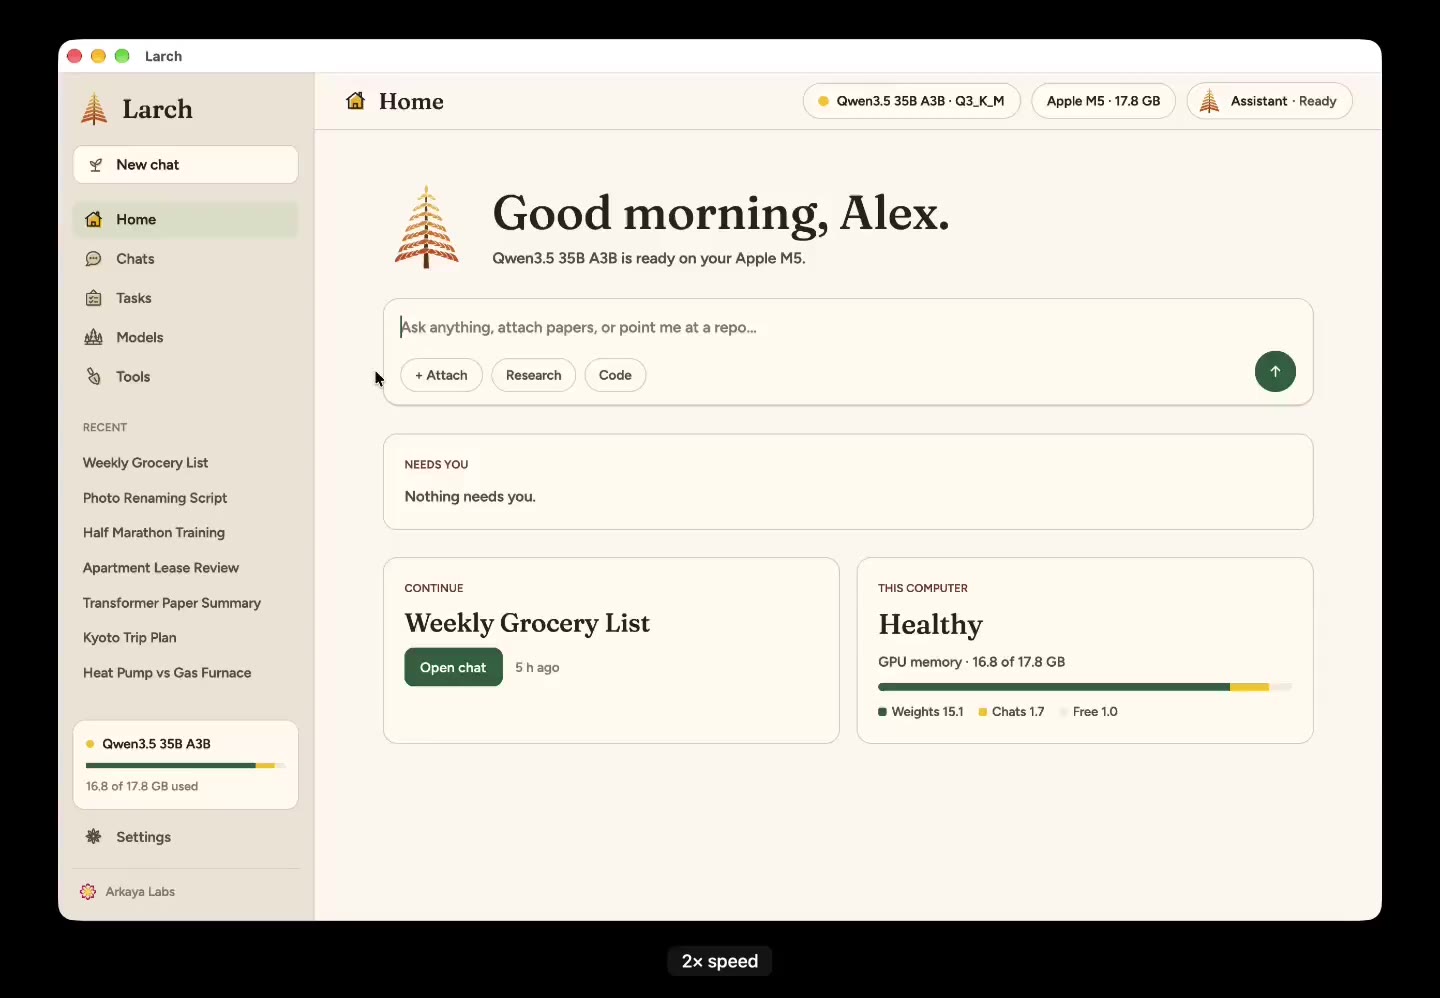 Larch
Larch
New chat
Home
Chats
Tasks
Models
Tools
RECENT
Weekly Grocery List
Photo Renaming Script
Half Marathon Training
Apartment Lease Review
Transformer Paper Summary
Kyoto Trip Plan
Heat Pump vs Gas Furnace
Qwen3.5 35B A3B
16.8 of 17.8 GB used
Settings
Arkaya Labs
Home
Qwen3.5 35B A3B · Q3_K_M
Apple M5 · 17.8 GB
Assistant · Ready
Good morning, Alex.
Qwen3.5 35B A3B is ready on your Apple M5.
Ask anything, attach papers, or point me at a repo...
+ Attach
Research
Code
NEEDS YOU
Nothing needs you.
CONTINUE
Weekly Grocery List
Open chat
5 h ago
THIS COMPUTER
Healthy
GPU memory · 16.8 of 17.8 GB
Weights 15.1
Chats 1.7
Free 1.0
2× speed